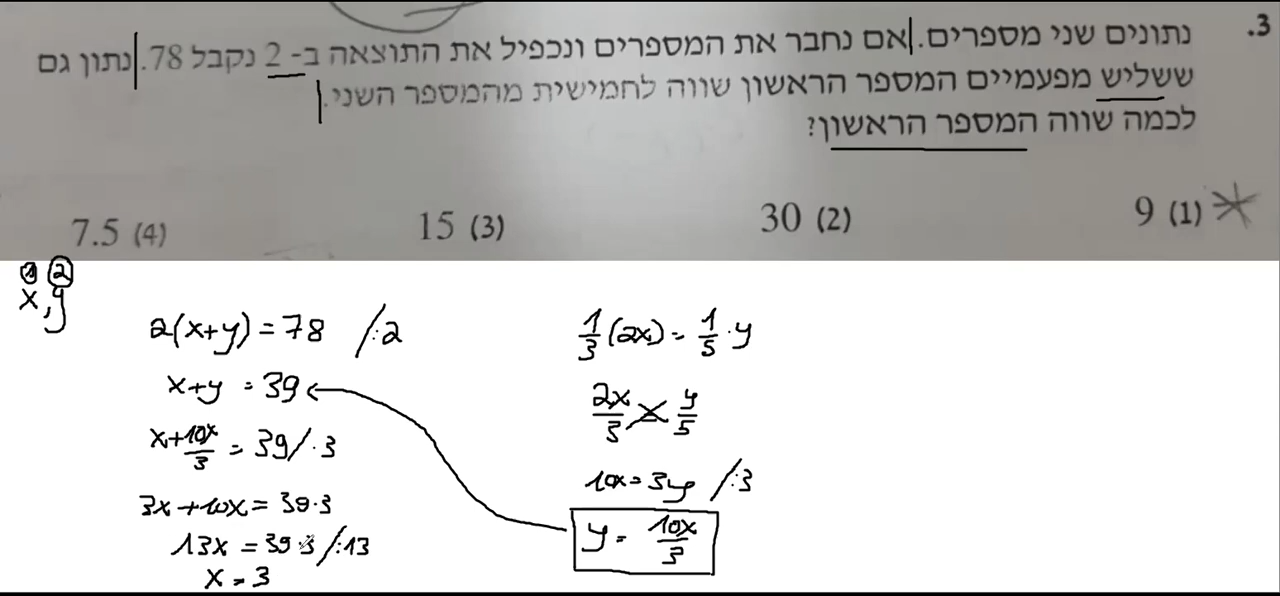 3. נתונים שני מספרים. אם נחבר את המספרים ונכפיל את התוצאה ב- 2 נקבל 78. נתון גם
ששליש מפעמיים המספר הראשון שווה לחמישית מהמספר השני.
לכמה שווה המספר הראשון?
(1) 9 (2) 30 (3) 15 (4) 7.5
1 2
x, y
2(x+y) = 78 /:2
x+y = 39
x+10x/3 = 39 /·3
3x+10x = 39·3
13x = 39·3 /:13
x = 3
1/3 (2x) = 1/5 · y
2x/3 = y/5
10x = 3y /:3
y = 10x/3